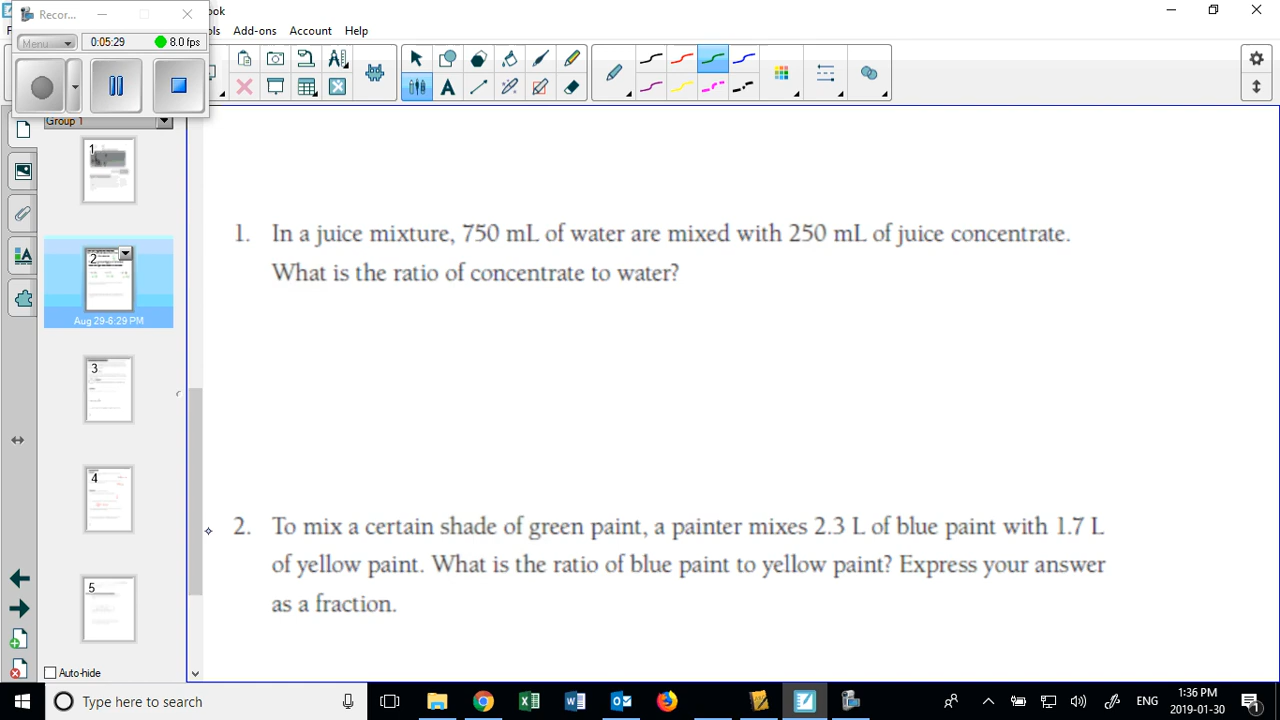 Recor...
ok
Menu
0:05:29
8.0 fps
ols Add-ons Account Help
Group 1
1
2
Aug 29-6:29 PM
3
4
5
Auto-hide
1. In a juice mixture, 750 mL of water are mixed with 250 mL of juice concentrate.
What is the ratio of concentrate to water?
2. To mix a certain shade of green paint, a painter mixes 2.3 L of blue paint with 1.7 L
of yellow paint. What is the ratio of blue paint to yellow paint? Express your answer
as a fraction.
Type here to search
ENG
1:36 PM
2019-01-30
1